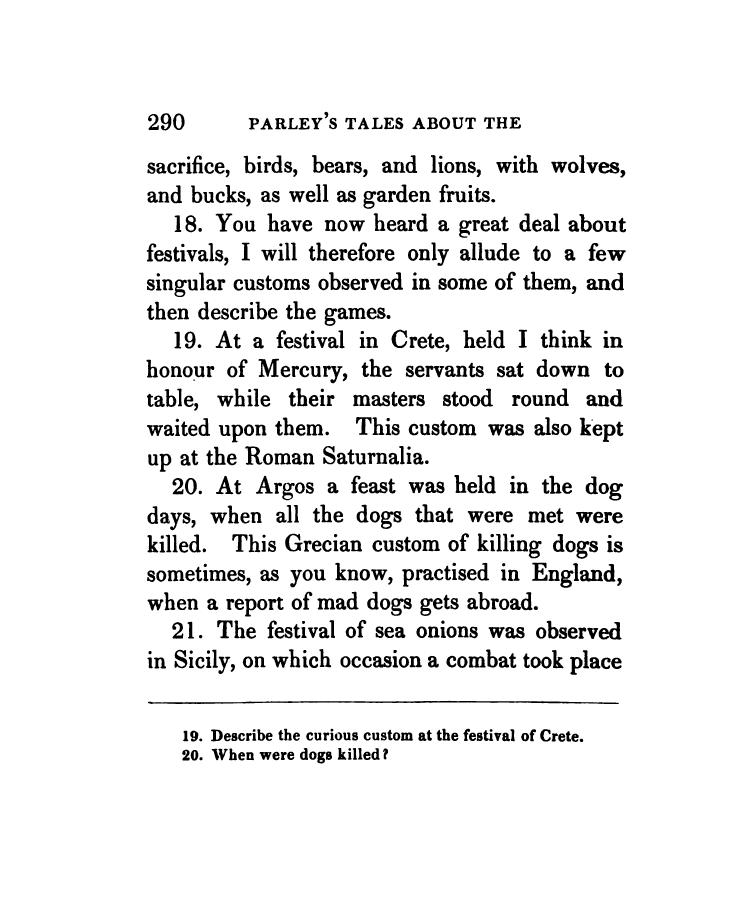 290 PARLEY'S TALES ABOUT THE
sacrifice, birds, bears, and lions, with wolves,
and bucks, as well as garden fruits.
18. You have now heard a great deal about
festivals, I will therefore only allude to a few
singular customs observed in some of them, and
then describe the games.
19. At a festival in Crete, held I think in
honour of Mercury, the servants sat down to
table, while their masters stood round and
waited upon them. This custom was also kept
up at the Roman Saturnalia.
20. At Argos a feast was held in the dog
days, when all the dogs that were met were
killed. This Grecian custom of killing dogs is
sometimes, as you know, practised in England,
when a report of mad dogs gets abroad.
21. The festival of sea onions was observed
in Sicily, on which occasion a combat took place
19. Describe the curious custom at the festival of Crete.
20. When were dogs killed?